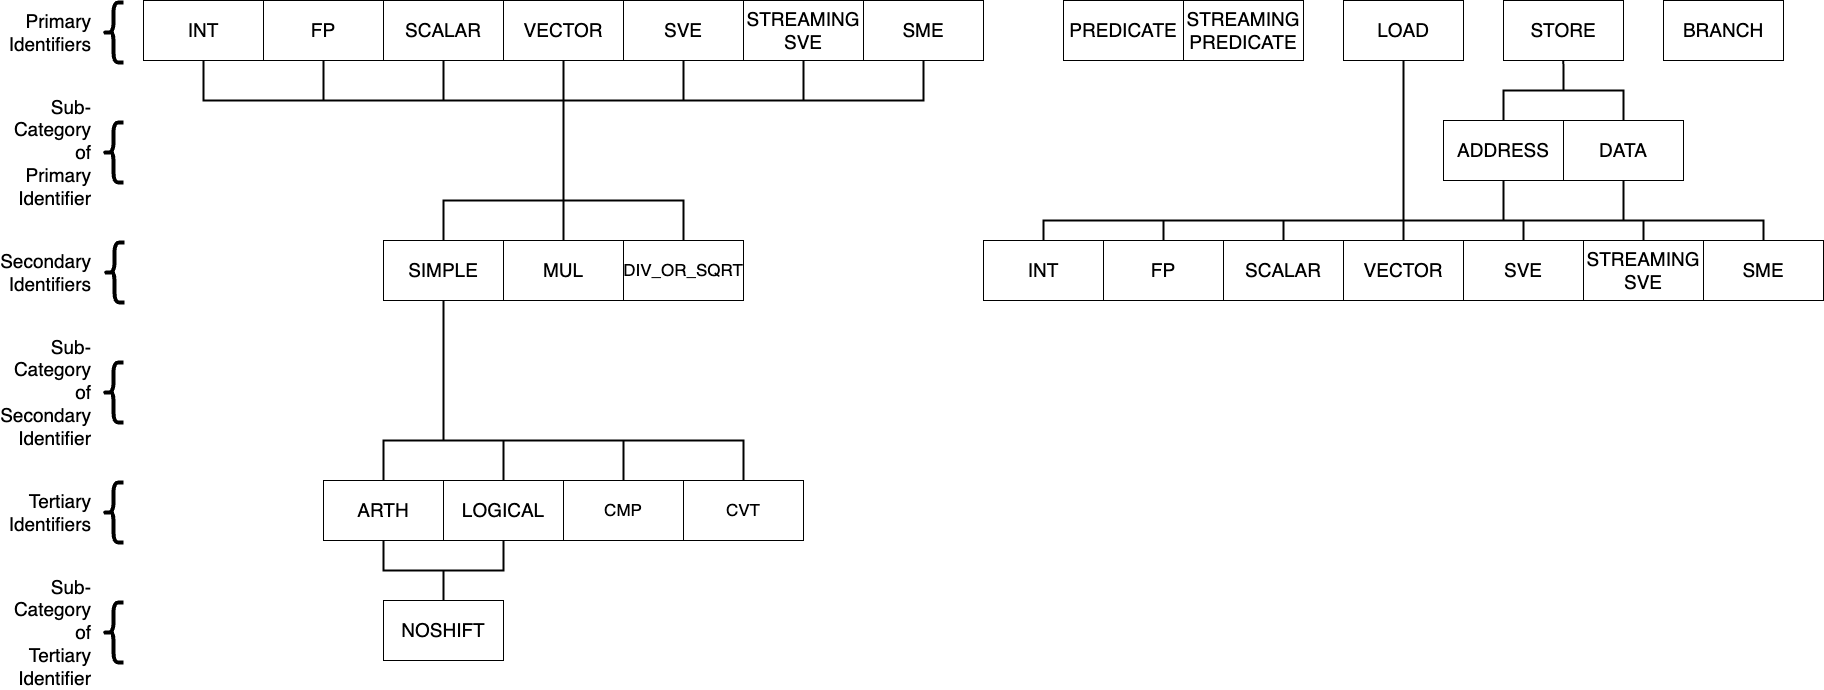 Primary
Identifiers
INT
FP
SCALAR
VECTOR
SVE
STREAMING
SVE
SME
PREDICATE
STREAMING
PREDICATE
LOAD
STORE
BRANCH
Sub-
Category
of
Primary
Identifier
ADDRESS
DATA
Secondary
Identifiers
SIMPLE
MUL
DIV_OR_SQRT
INT
FP
SCALAR
VECTOR
SVE
STREAMING
SVE
SME
Sub-
Category
of
Secondary
Identifier
Tertiary
Identifiers
ARTH
LOGICAL
CMP
CVT
Sub-
Category
of
Tertiary
Identifier
NOSHIFT